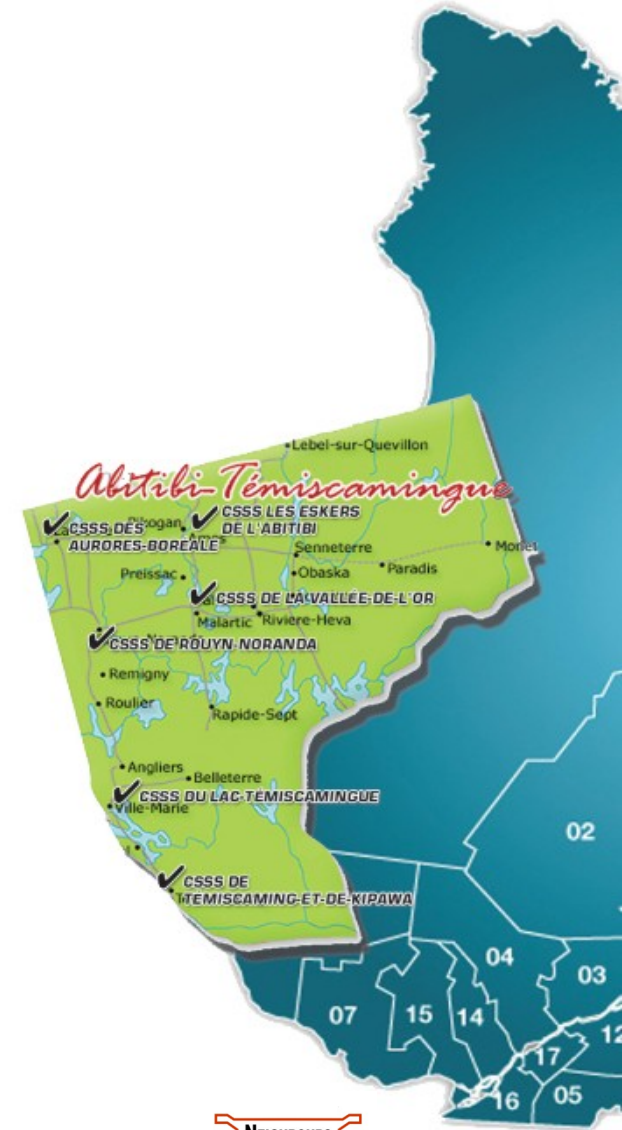 Lebel-sur-Quevillon
Abitibi-Témiscamingue
CSSS LES ESKERS
DE L'ABITIBI
CSSS DES
AURORES-BOREALE
Senneterre
Monet
Preissac
Obaska
Paradis
CSSS DE LA VALLÉE-DE-L'OR
Malartic
Riviere-Heva
CSSS DE ROUYN-NORANDA
Remigny
Roulier
Rapide-Sept
Angliers
Belleterre
CSSS DU LAC-TEMISCAMINGUE
Ville-Marie
CSSS DE
TEMISCAMING-ET-DE-KIPAWA
02
04
03
07
15
14
12
17
16
05